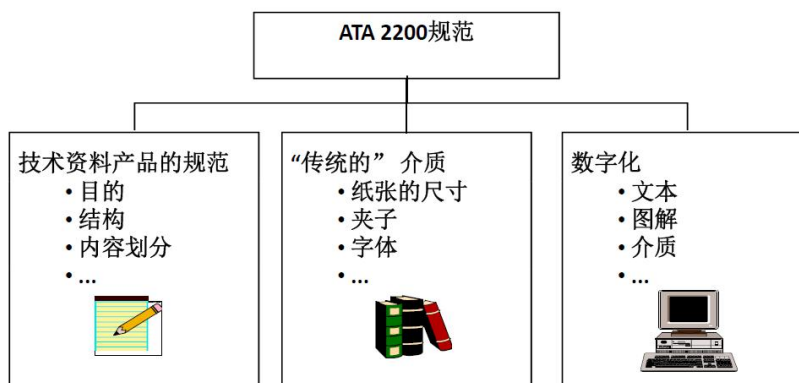 ATA 2200规范
技术资料产品的规范
• 目的
• 结构
• 内容划分
• ...
“传统的” 介质
• 纸张的尺寸
• 夹子
• 字体
• ...
数字化
• 文本
• 图解
• 介质
• ...